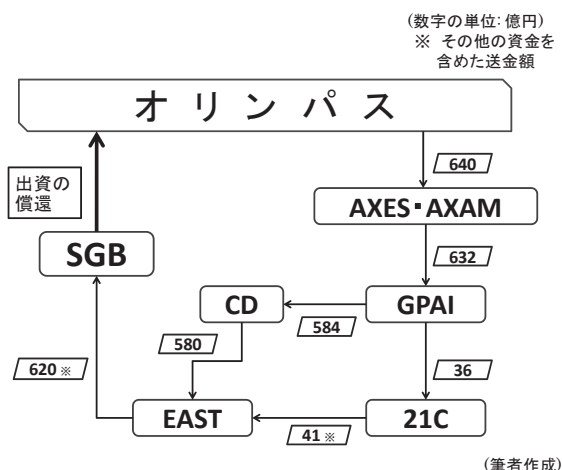 (数字の単位: 億円)
※ その他の資金を
含めた送金額
オリンパス
640
出資の
償還
AXES・AXAM
632
SGB
CD
GPAI
584
580
620 ※
36
EAST
21C
41 ※
(筆者作成)